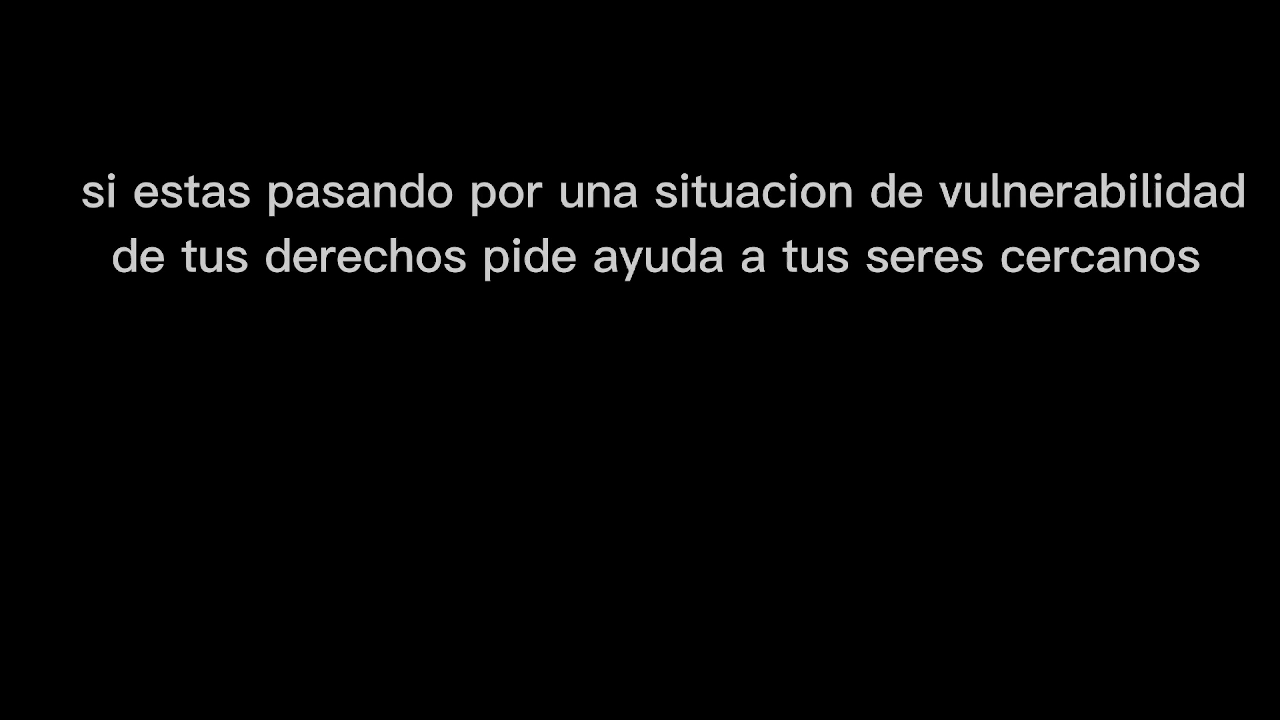 si estas pasando por una situacion de vulnerabilidad
de tus derechos pide ayuda a tus seres cercanos